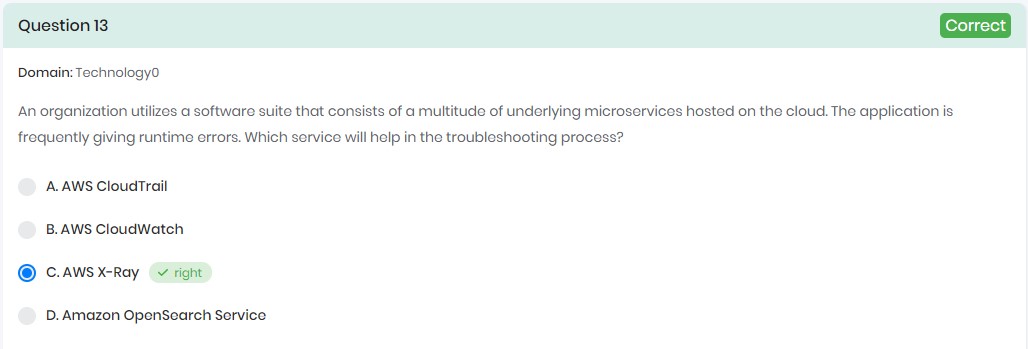 Question 13
Correct
Domain: Technology0
An organization utilizes a software suite that consists of a multitude of underlying microservices hosted on the cloud. The application is
frequently giving runtime errors. Which service will help in the troubleshooting process?
A. AWS CloudTrail
B. AWS CloudWatch
C. AWS X-Ray ✓ right
D. Amazon OpenSearch Service